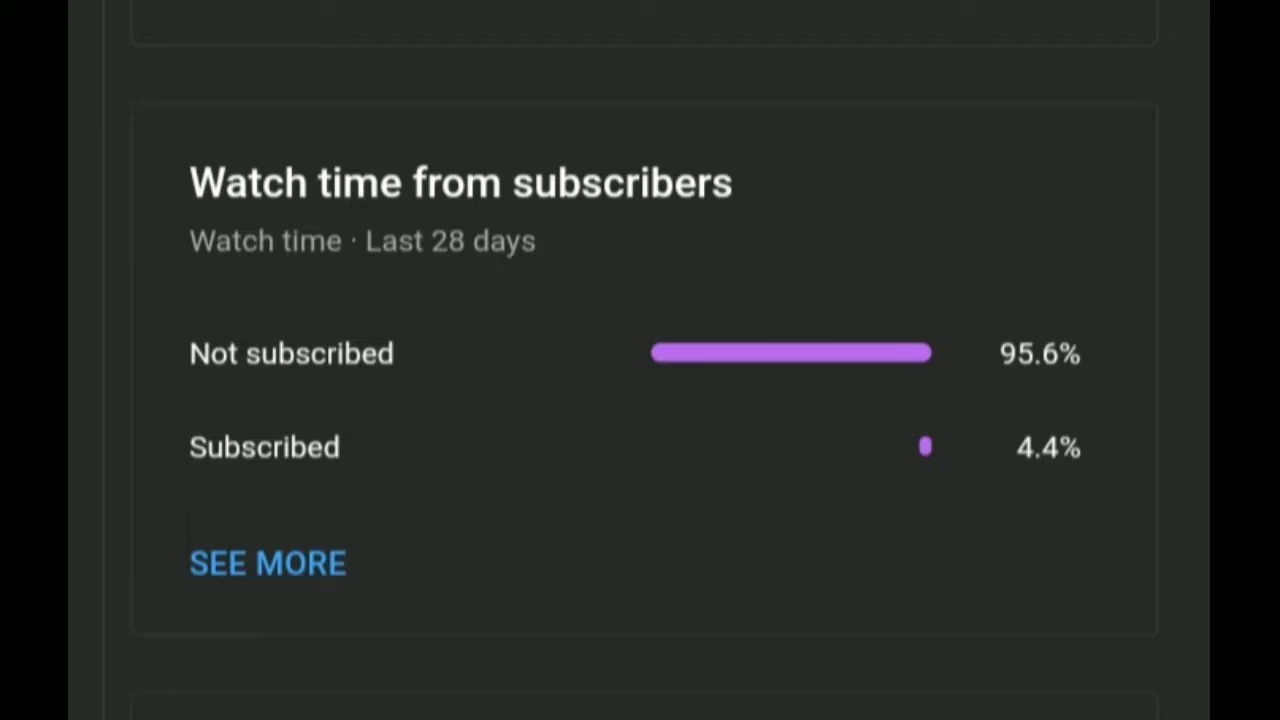 Watch time from subscribers
Watch time · Last 28 days
Not subscribed 95.6%
Subscribed 4.4%
SEE MORE